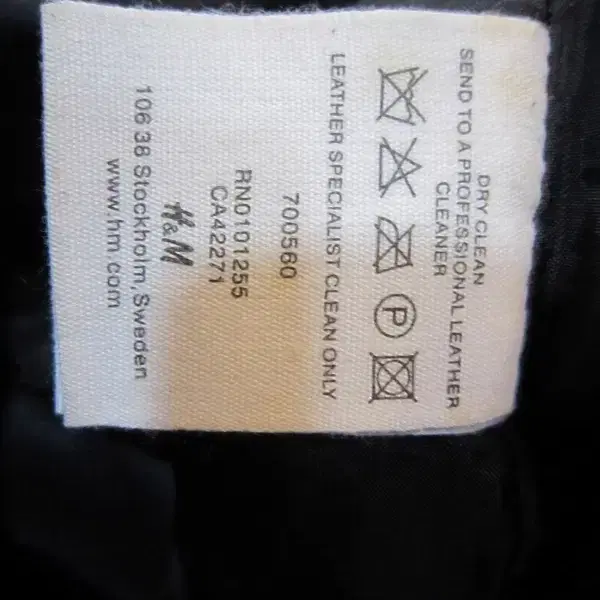 DRY CLEAN
SEND TO A PROFESSIONAL LEATHER
CLEANER
P
LEATHER SPECIALIST CLEAN ONLY
700560
RN0101255
CA42271
H&M
106 38 Stockholm, Sweden
www.hm.com